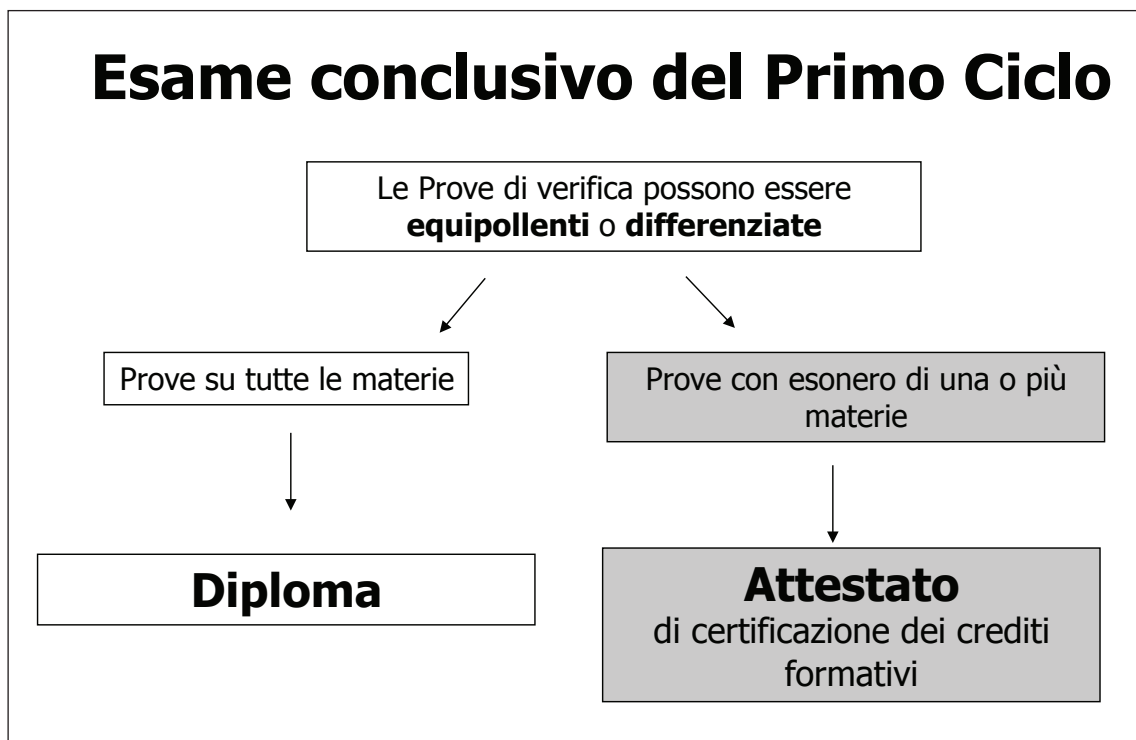 Esame conclusivo del Primo Ciclo
Le Prove di verifica possono essere
equipollenti o differenziate
Prove su tutte le materie
Prove con esonero di una o più
materie
Diploma
Attestato
di certificazione dei crediti
formativi